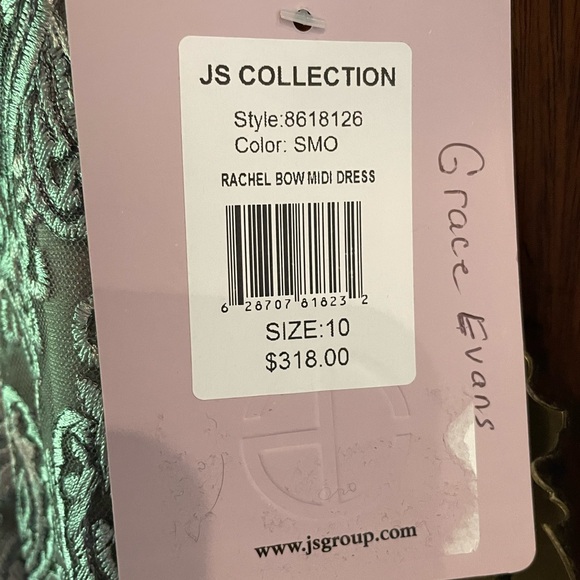 JS COLLECTION
Style:8618126
Color: SMO
RACHEL BOW MIDI DRESS
6 28707 81823 2
SIZE:10
$318.00
Grace Evans
www.jsgroup.com